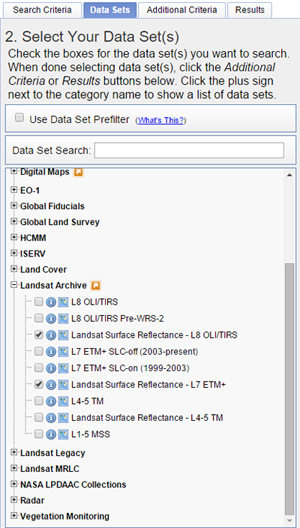 Search Criteria Data Sets Additional Criteria Results
2. Select Your Data Set(s)
Check the boxes for the data set(s) you want to search.
When done selecting data set(s), click the Additional
Criteria or Results buttons below. Click the plus sign
next to the category name to show a list of data sets.
Use Data Set Prefilter (What's This?)
Data Set Search:
Digital Maps
EO-1
Global Fiducials
Global Land Survey
HCMM
ISERV
Land Cover
Landsat Archive
L8 OLI/TIRS
L8 OLI/TIRS Pre-WRS-2
Landsat Surface Reflectance - L8 OLI/TIRS
L7 ETM+ SLC-off (2003-present)
L7 ETM+ SLC-on (1999-2003)
Landsat Surface Reflectance - L7 ETM+
L4-5 TM
Landsat Surface Reflectance - L4-5 TM
L1-5 MSS
Landsat Legacy
Landsat MRLC
NASA LPDAAC Collections
Radar
Vegetation Monitoring